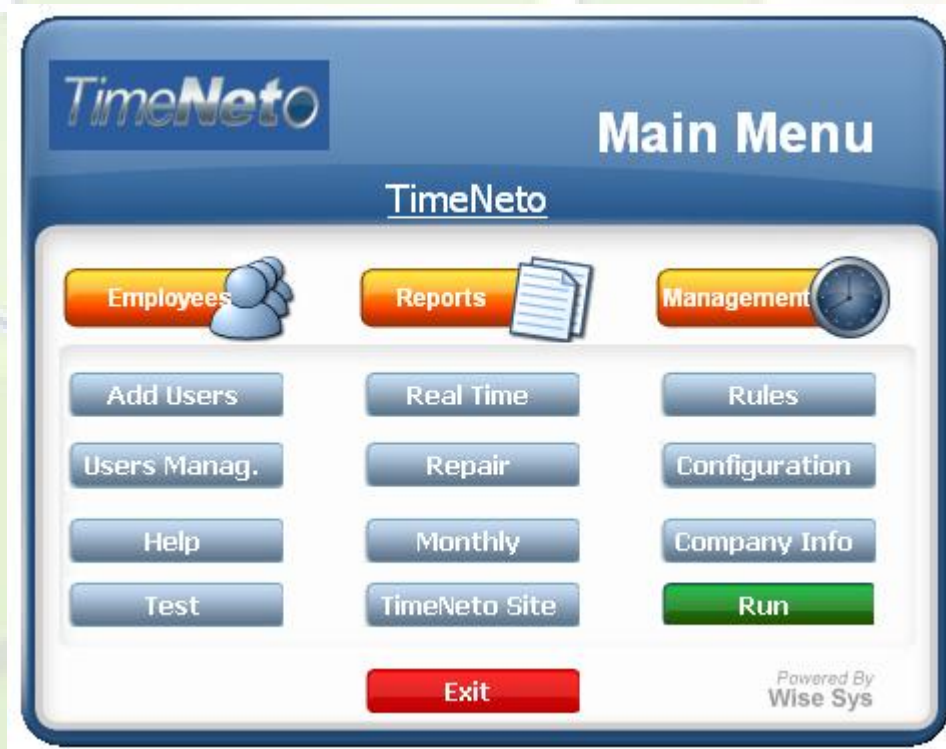 TimeNeto
Main Menu
TimeNeto
Employees
Reports
Management
Add Users
Real Time
Rules
Users Manag.
Repair
Configuration
Help
Monthly
Company Info
Test
TimeNeto Site
Run
Exit
Powered By
Wise Sys